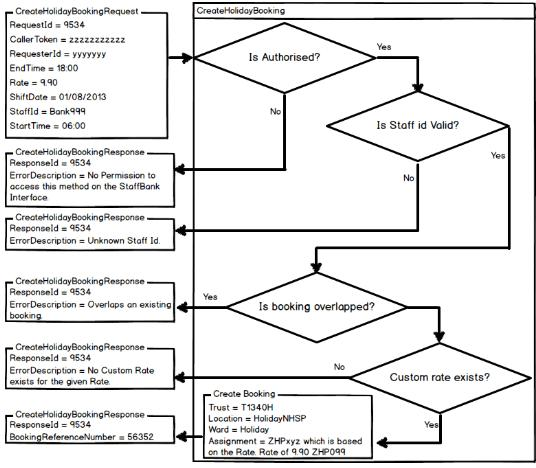 CreateHolidayBookingRequest
RequestId = 9534
CallerToken = zzzzzzzzzzz
RequesterId = yyyyyyy
EndTime = 18:00
Rate = 9.90
ShiftDate = 01/08/2013
StaffId = Bank999
StartTime = 06:00
CreateHolidayBooking
Is Authorised?
Yes
No
Is Staff id Valid?
Yes
No
CreateHolidayBookingResponse
ResponseId = 9534
ErrorDescription = No Permission to
access this method on the StaffBank
Interface.
CreateHolidayBookingResponse
ResponseId = 9534
ErrorDescription = Unknown Staff Id.
CreateHolidayBookingResponse
ResponseId = 9534
ErrorDescription = Overlaps an existing
booking.
Yes
Is booking overlapped?
CreateHolidayBookingResponse
ResponseId = 9534
ErrorDescription = No Custom Rate
exists for the given Rate.
No
Custom rate exists?
Yes
Create Booking
Trust = T1340H
Location = HolidayNHSP
Ward = Holiday
Assignment = ZHPxyz which is based
on the Rate. Rate of 9.90 ZHP099
CreateHolidayBookingResponse
ResponseId = 9534
BookingReferenceNumber = 56352